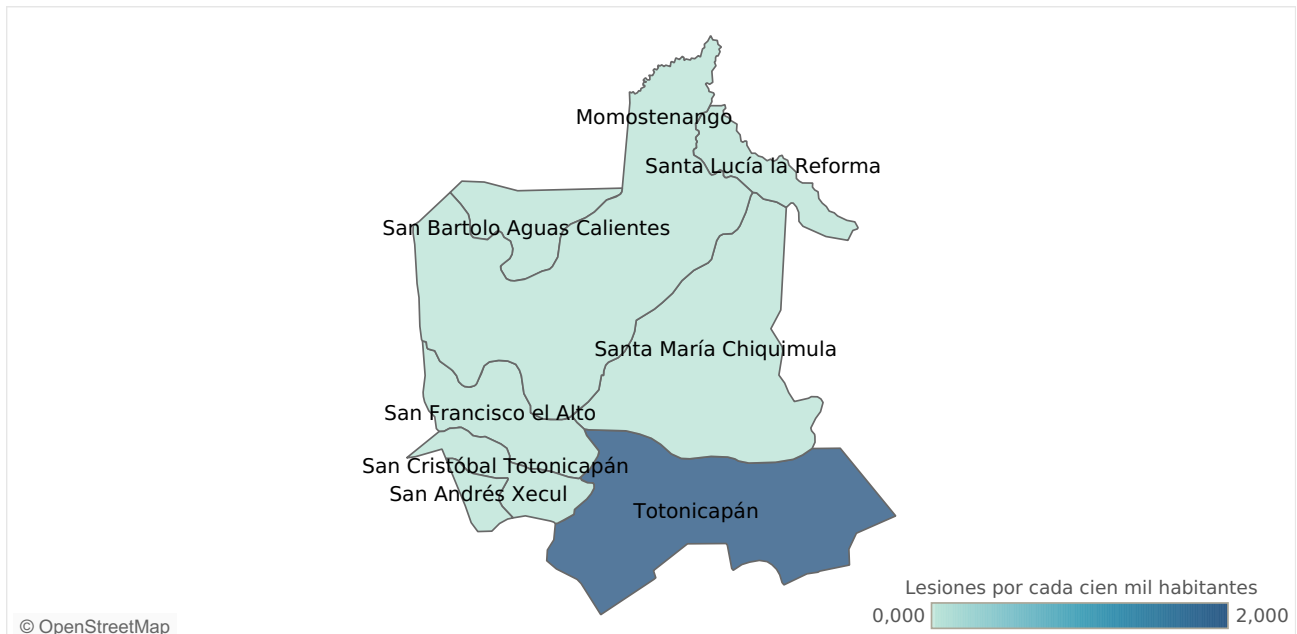 Momostenango
Santa Lucía la Reforma
San Bartolo Aguas Calientes
Santa María Chiquimula
San Francisco el Alto
San Cristóbal Totonicapán
San Andrés Xecul
Totonicapán
Lesiones por cada cien mil habitantes
0,000 2,000
© OpenStreetMap